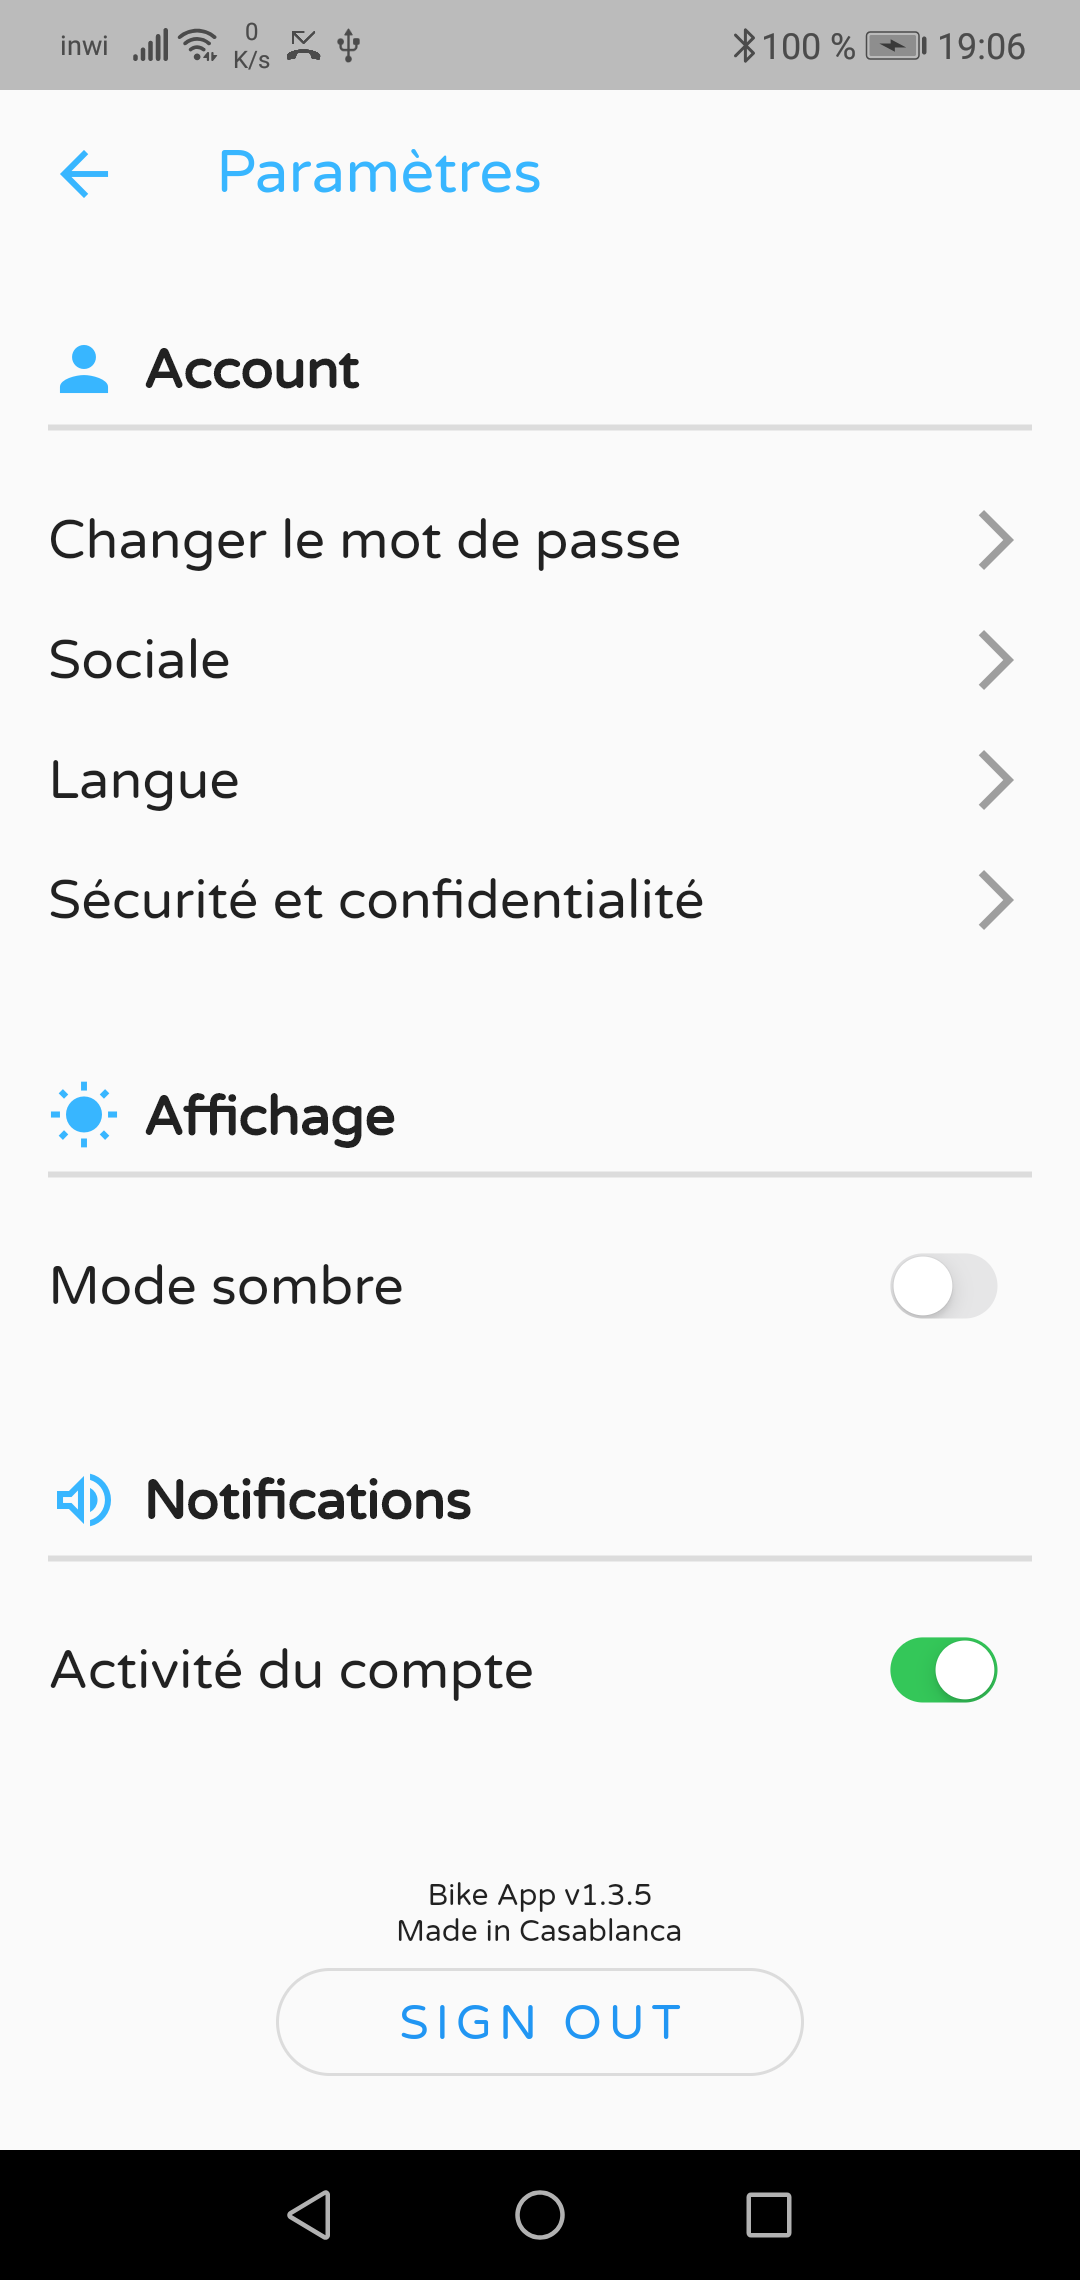 inwi 0 K/s 100 % 19:06
Paramètres
Account
Changer le mot de passe
Sociale
Langue
Sécurité et confidentialité
Affichage
Mode sombre
Notifications
Activité du compte
Bike App v1.3.5
Made in Casablanca
SIGN OUT